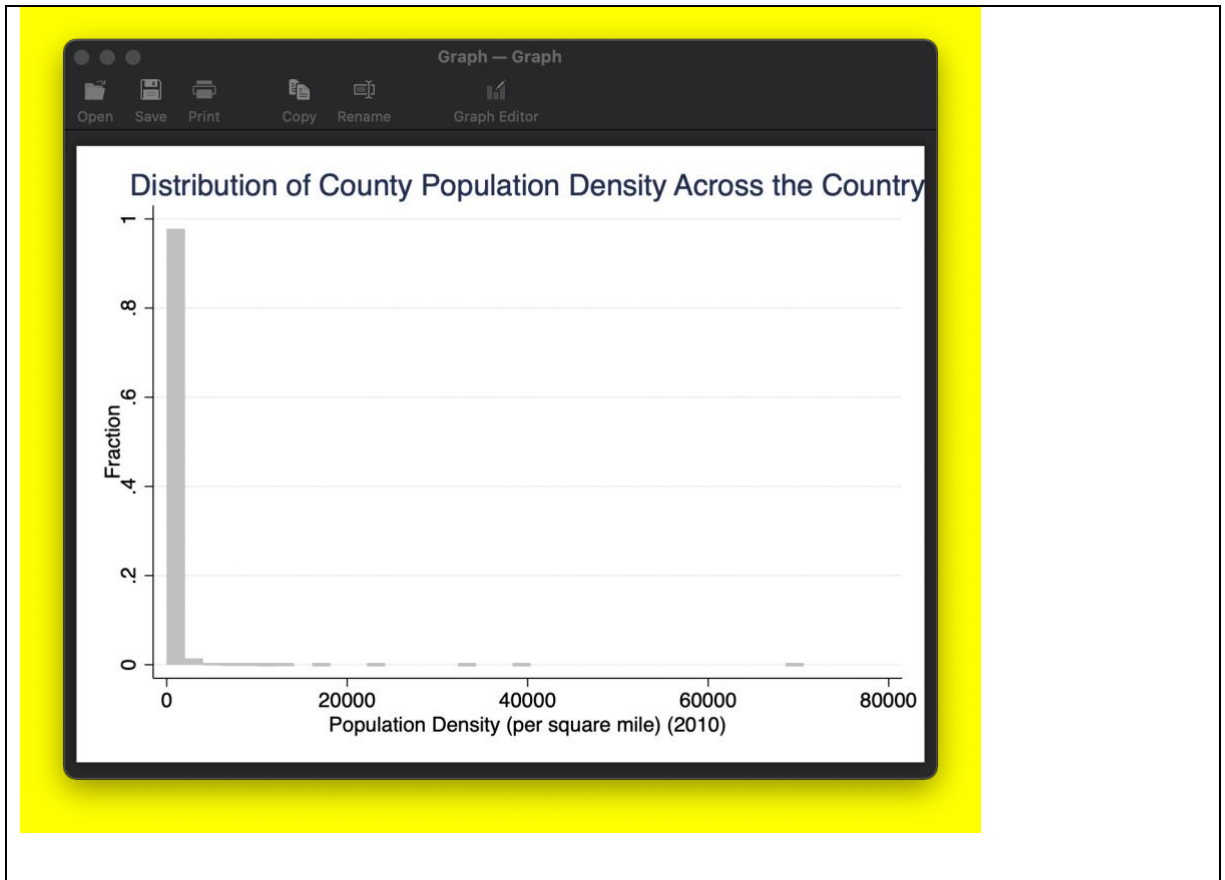 Graph — Graph
Open Save Print Copy Rename Graph Editor
Distribution of County Population Density Across the Country
1
.8
.6
.4
.2
0
Fraction
0 20000 40000 60000 80000
Population Density (per square mile) (2010)